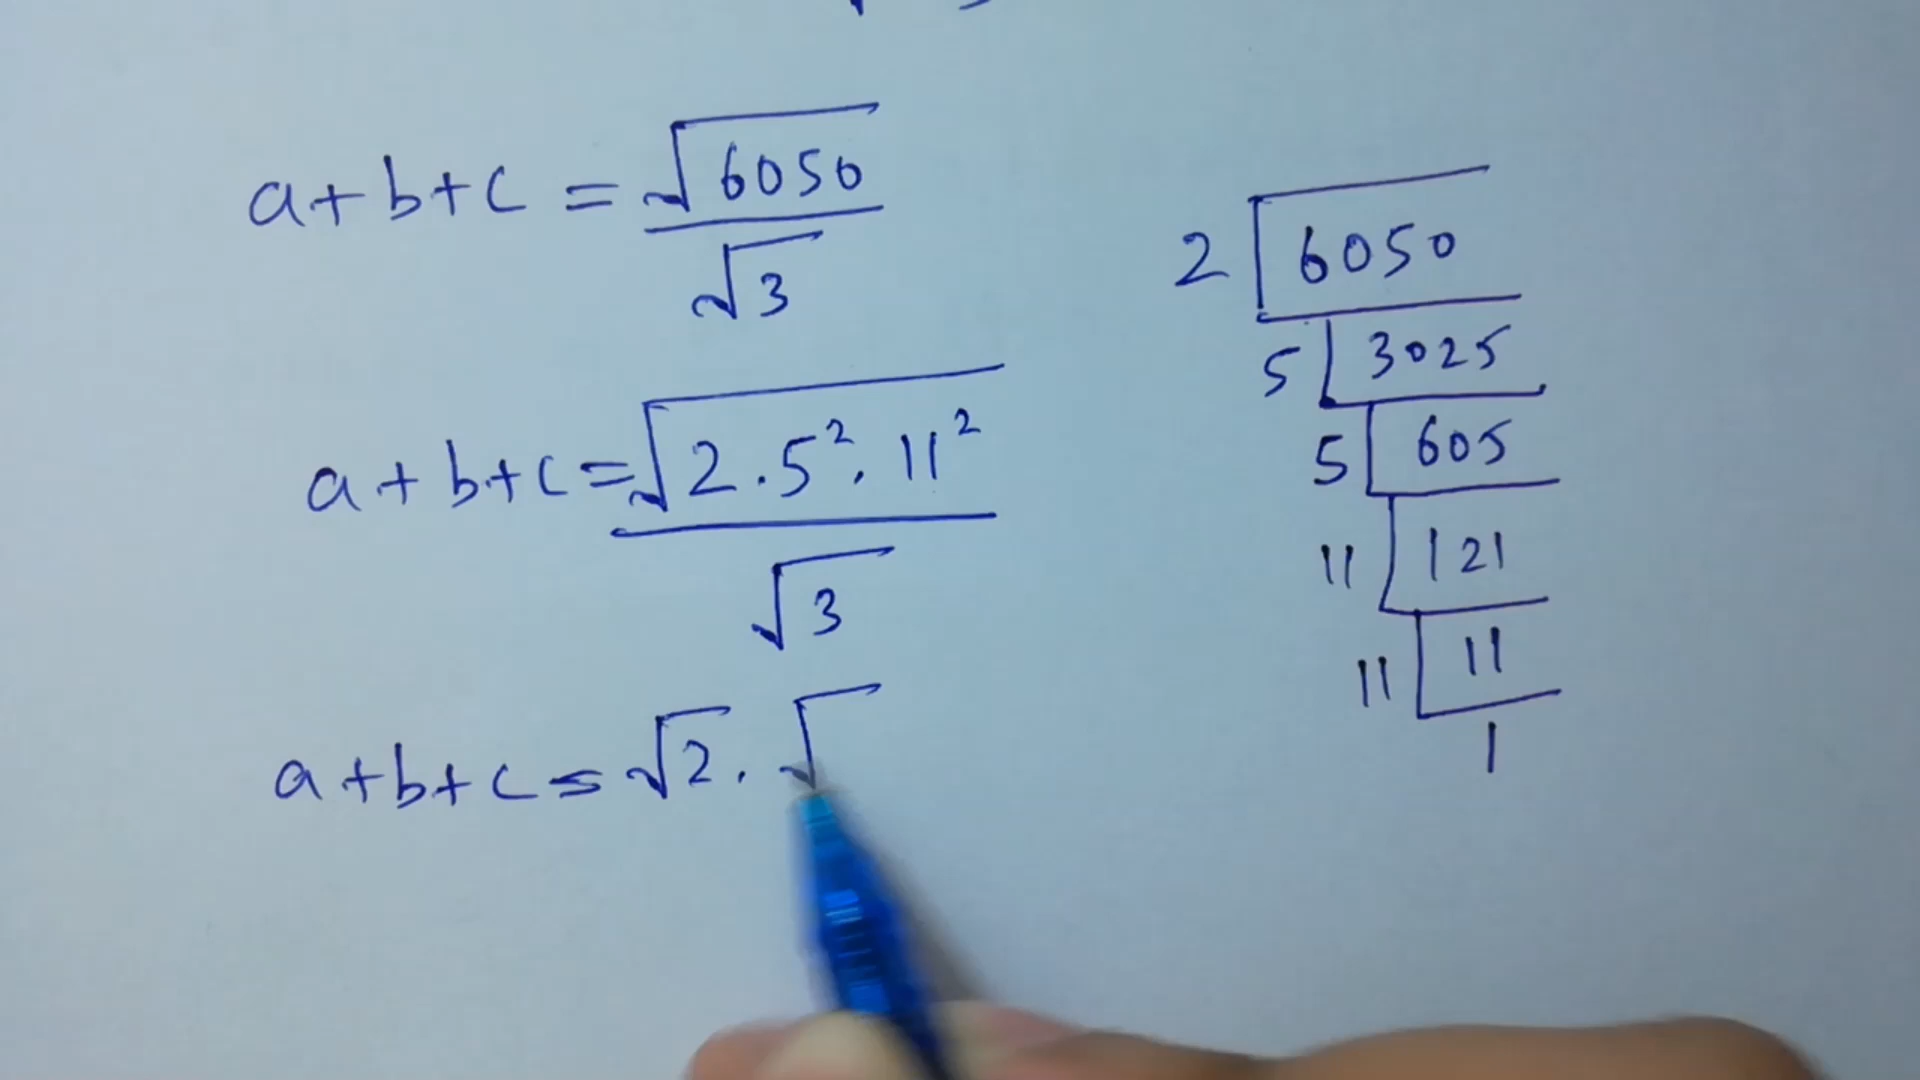 a+b+c = √6050 / √3
a+b+c = √2.5².11² / √3
a+b+c = √2 . √
2 | 6050
5 | 3025
5 | 605
11 | 121
11 | 11
1